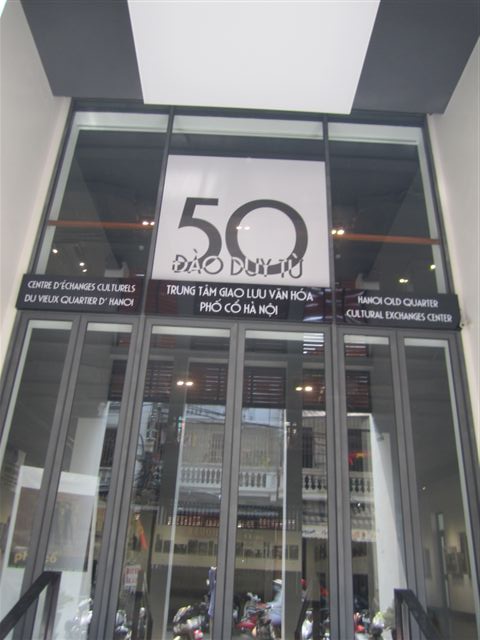 50
ĐÀO DUY TỪ
CENTRE D'ÉCHANGES CULTURELS
DU VIEUX QUARTIER D' HANOI
TRUNG TÂM GIAO LƯU VĂN HÓA
PHỐ CỔ HÀ NỘI
HANOI OLD QUARTER
CULTURAL EXCHANGES CENTER